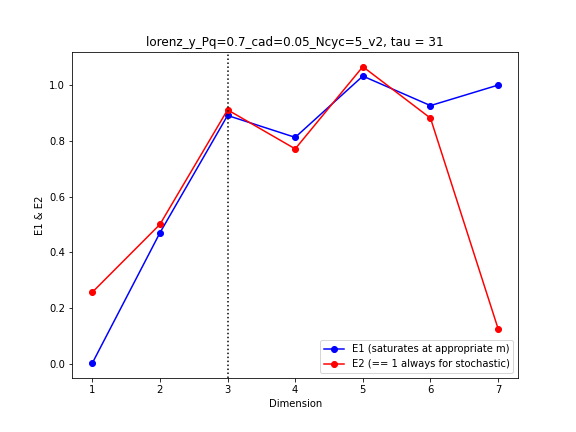 lorenz_y_Pq=0.7_cad=0.05_Ncyc=5_v2, tau = 31
E1 & E2
1.0
0.8
0.6
0.4
0.2
0.0
E1 (saturates at appropriate m)
E2 (== 1 always for stochastic)
1 2 3 4 5 6 7
Dimension